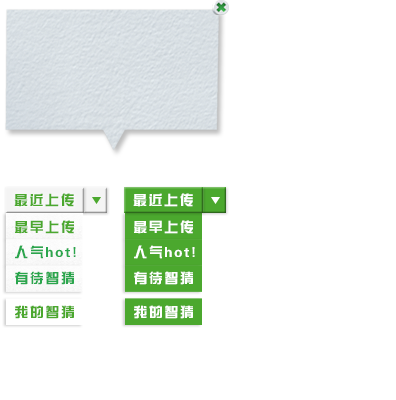 最近上传 最近上传
最早上传 最早上传
人气hot! 人气hot!
有待智猜 有待智猜
我的智猜 我的智猜